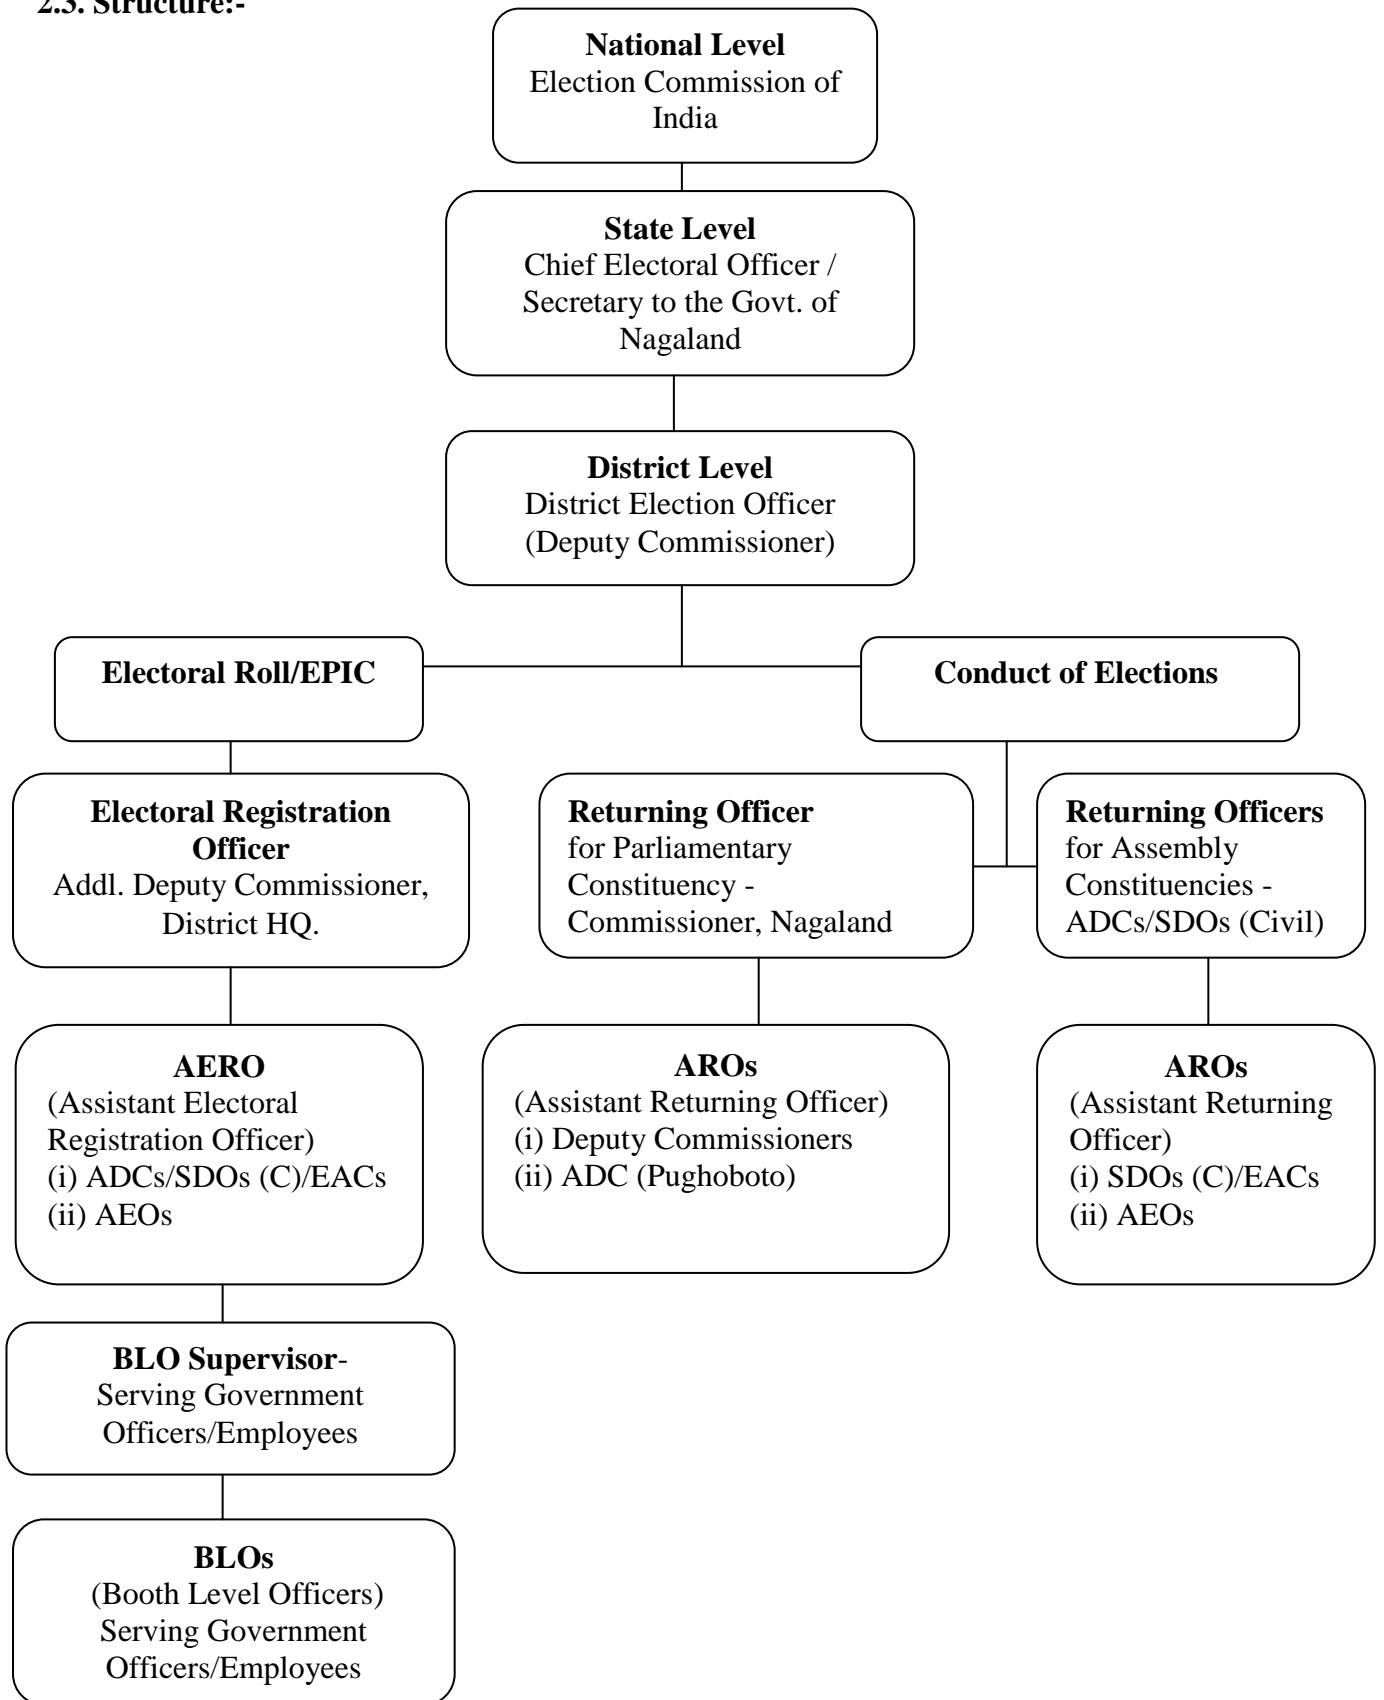 2.3. Structure:-
National Level
Election Commission of
India
State Level
Chief Electoral Officer /
Secretary to the Govt. of
Nagaland
District Level
District Election Officer
(Deputy Commissioner)
Electoral Roll/EPIC
Conduct of Elections
Electoral Registration
Officer
Addl. Deputy Commissioner,
District HQ.
Returning Officer
for Parliamentary
Constituency -
Commissioner, Nagaland
Returning Officers
for Assembly
Constituencies -
ADCs/SDOs (Civil)
AERO
(Assistant Electoral
Registration Officer)
(i) ADCs/SDOs (C)/EACs
(ii) AEOs
AROs
(Assistant Returning Officer)
(i) Deputy Commissioners
(ii) ADC (Pughoboto)
AROs
(Assistant Returning
Officer)
(i) SDOs (C)/EACs
(ii) AEOs
BLO Supervisor-
Serving Government
Officers/Employees
BLOs
(Booth Level Officers)
Serving Government
Officers/Employees